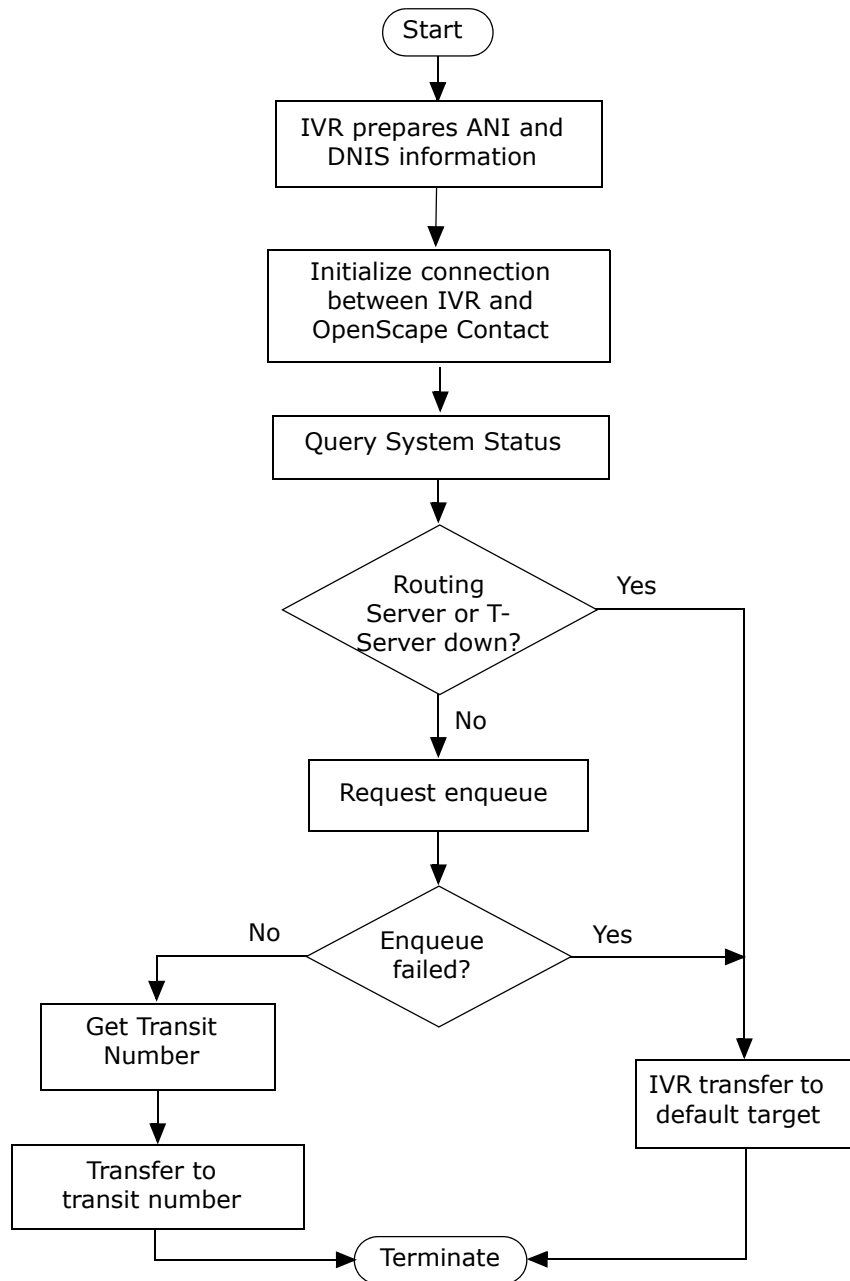 Start
IVR prepares ANI and
DNIS information
Initialize connection
between IVR and
OpenScape Contact
Query System Status
Routing
Server or T-
Server down?
Yes
No
Request enqueue
No
Enqueue
failed?
Yes
Get Transit
Number
IVR transfer to
default target
Transfer to
transit number
Terminate